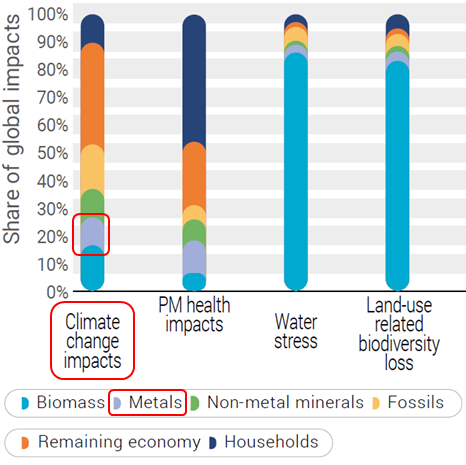 Share of global impacts
100%
90%
80%
70%
60%
50%
40%
30%
20%
10%
0%
Climate
change
impacts
PM health
impacts
Water
stress
Land-use
related
biodiversity
loss
Biomass Metals Non-metal minerals Fossils
Remaining economy Households